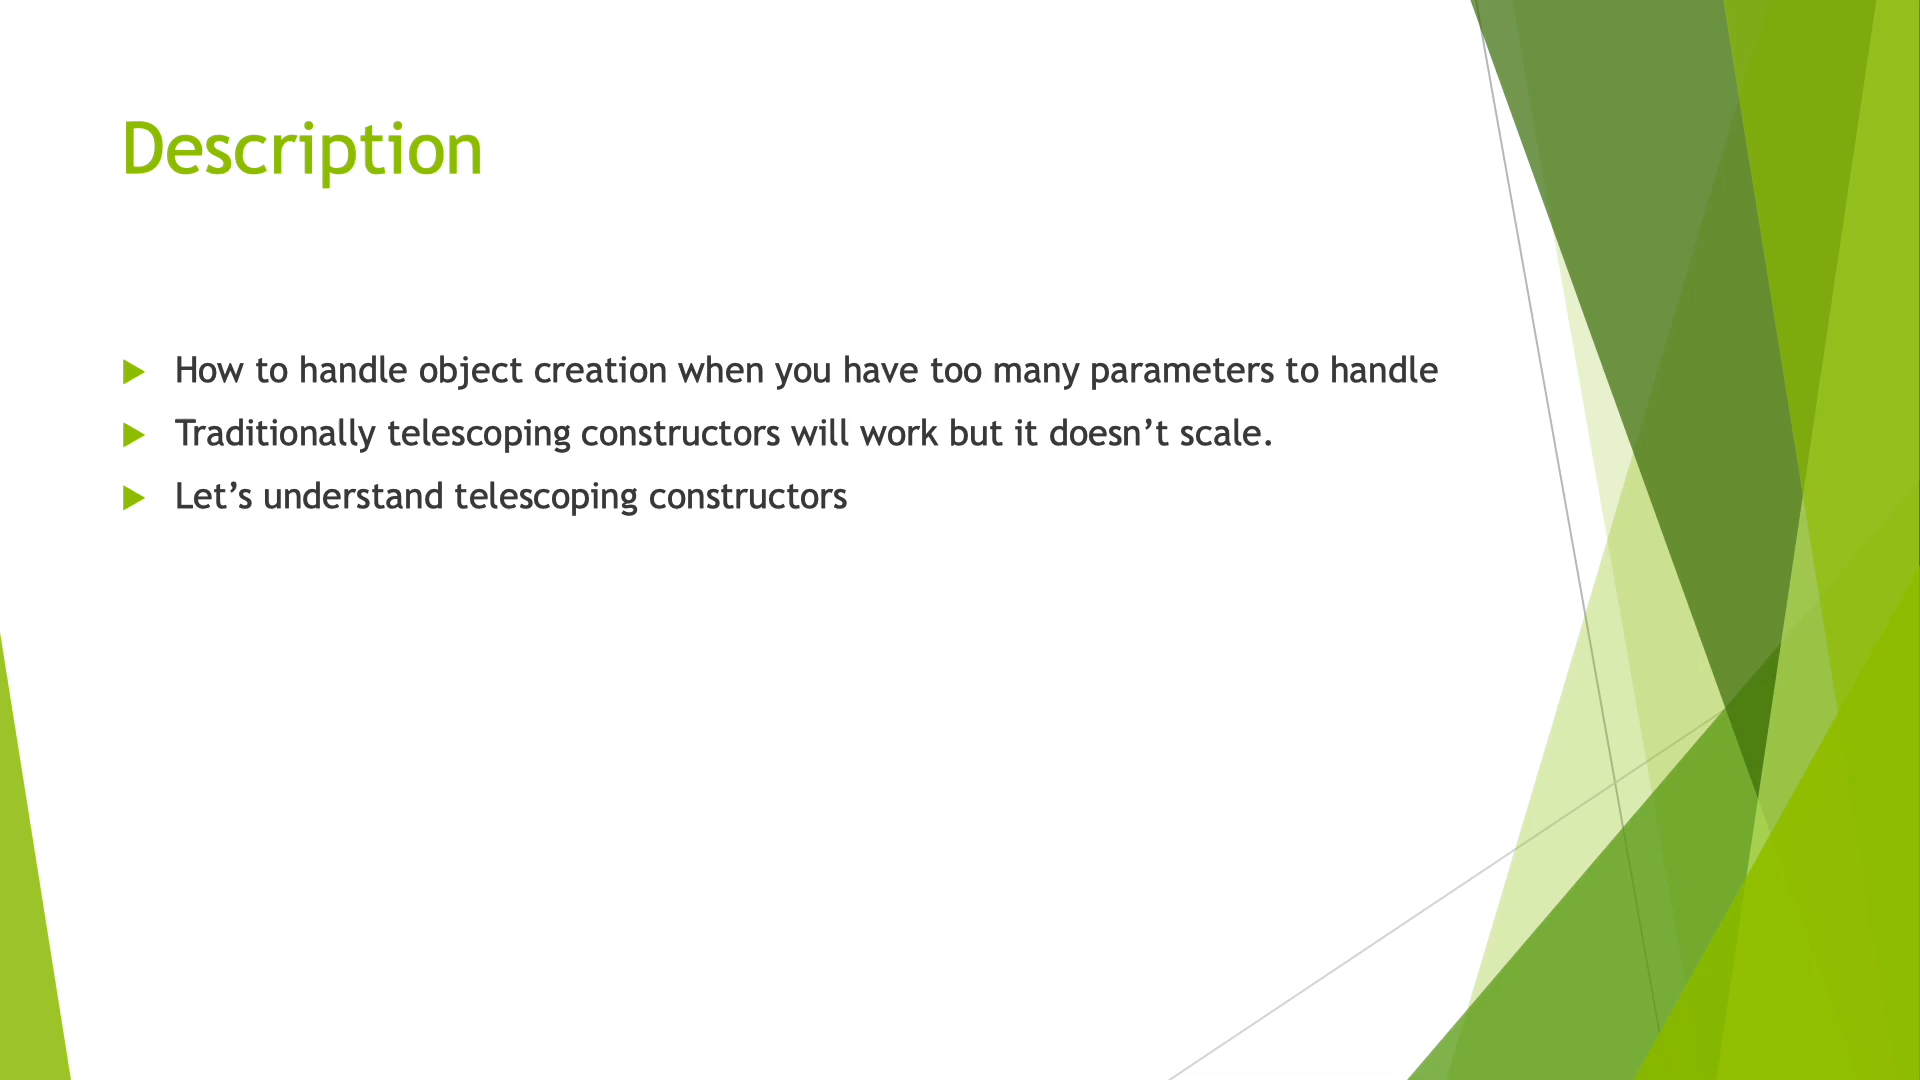 Description
How to handle object creation when you have too many parameters to handle
Traditionally telescoping constructors will work but it doesn’t scale.
Let’s understand telescoping constructors